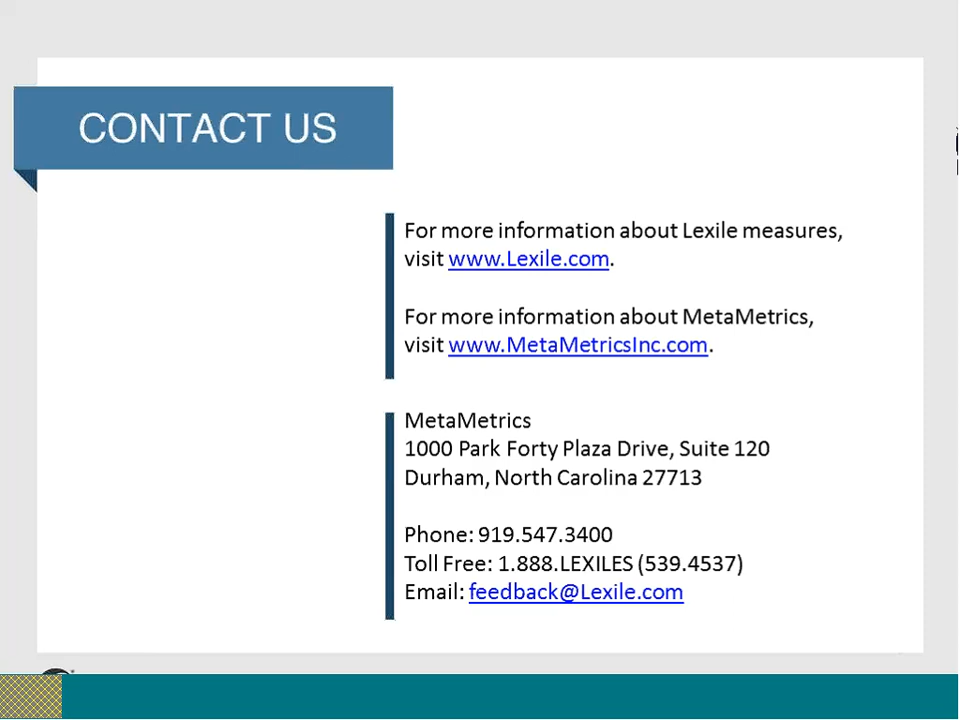 CONTACT US
For more information about Lexile measures,
visit www.Lexile.com.
For more information about MetaMetrics,
visit www.MetaMetricsInc.com.
MetaMetrics
1000 Park Forty Plaza Drive, Suite 120
Durham, North Carolina 27713
Phone: 919.547.3400
Toll Free: 1.888.LEXILES (539.4537)
Email: feedback@Lexile.com